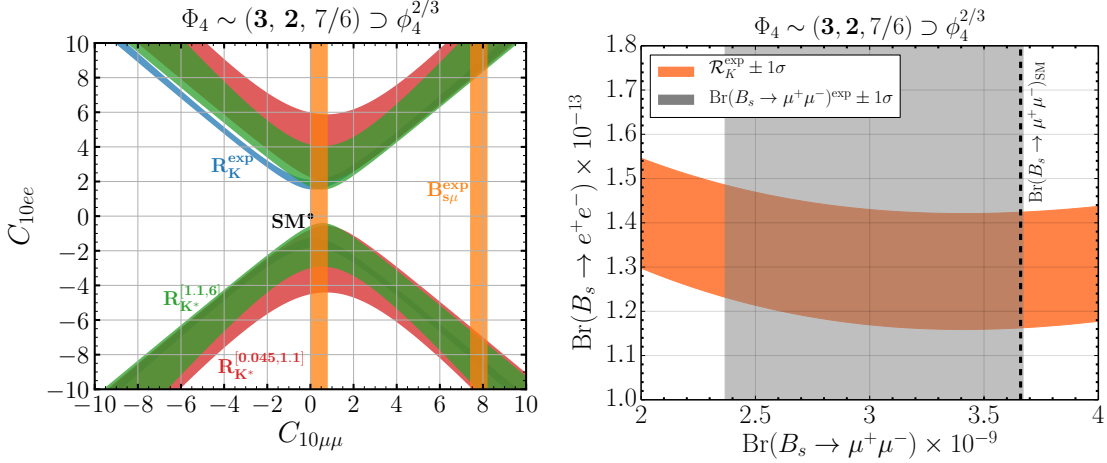 Φ₄ ∼ (3, 2, 7/6) ⊃ ϕ₄^{2/3}
10
8
6
4
2
0
−2
−4
−6
−8
−10
C_{10ee}
R_K^{exp}
B_{sμ}^{exp}
SM
R_{K*}^{[1.1,6]}
R_{K*}^{[0.045,1.1]}
−10 −8 −6 −4 −2 0 2 4 6 8 10
C_{10μμ}
Φ₄ ∼ (3, 2, 7/6) ⊃ ϕ₄^{2/3}
1.8
1.7
1.6
1.5
1.4
1.3
1.2
1.1
1.0
Br(B_s → e⁺e⁻) × 10⁻¹³
R_K^{exp} ± 1σ
Br(B_s → μ⁺μ⁻)^{exp} ± 1σ
Br(B_s → μ⁺μ⁻)_{SM}
2 2.5 3 3.5 4
Br(B_s → μ⁺μ⁻) × 10⁻⁹